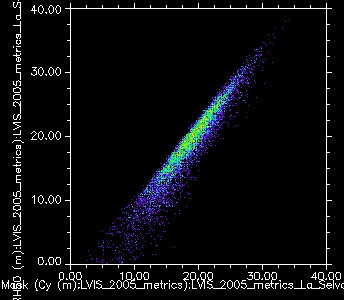 40.00
30.00
20.00
10.00
0.00
0.00 10.00 20.00 30.00 40.00
(m):LVIS_2005_metrics):LVIS_2005_metrics_La_S
Mask (Cy (m):LVIS_2005_metrics):LVIS_2005_metrics_La_Selva